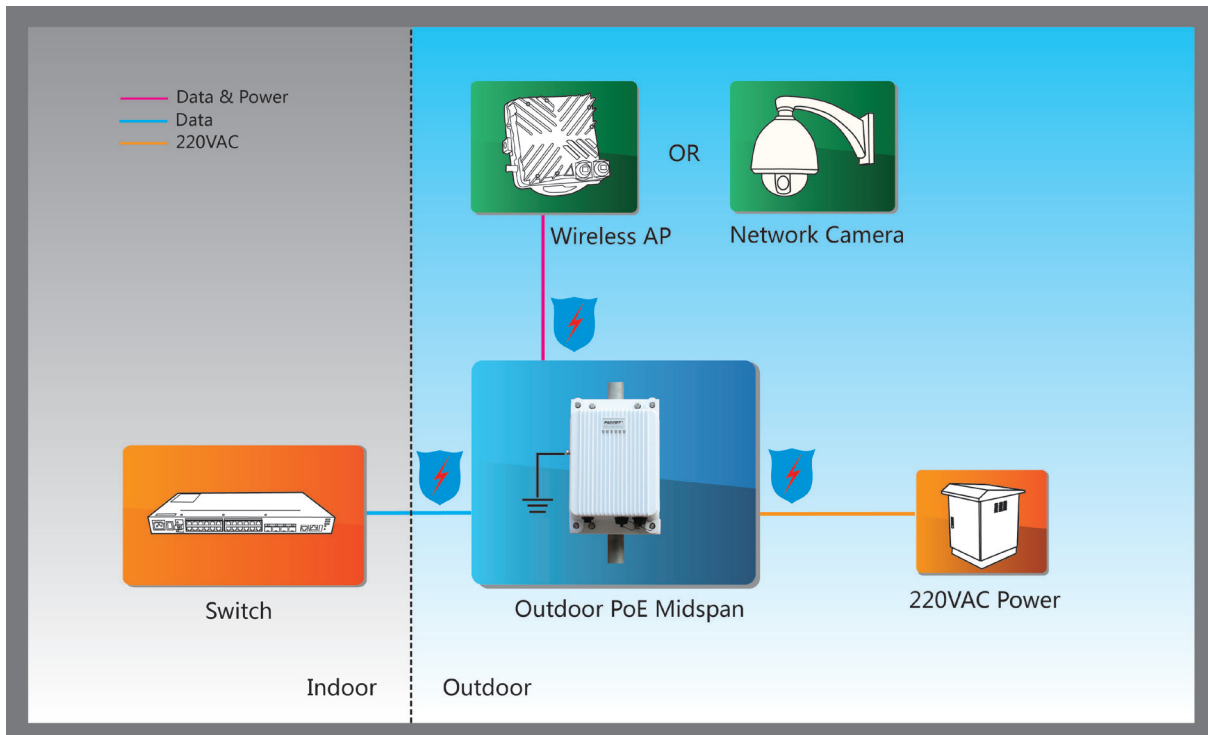 Data & Power
Data
220VAC
OR
Wireless AP
Network Camera
Switch
Outdoor PoE Midspan
220VAC Power
Indoor
Outdoor